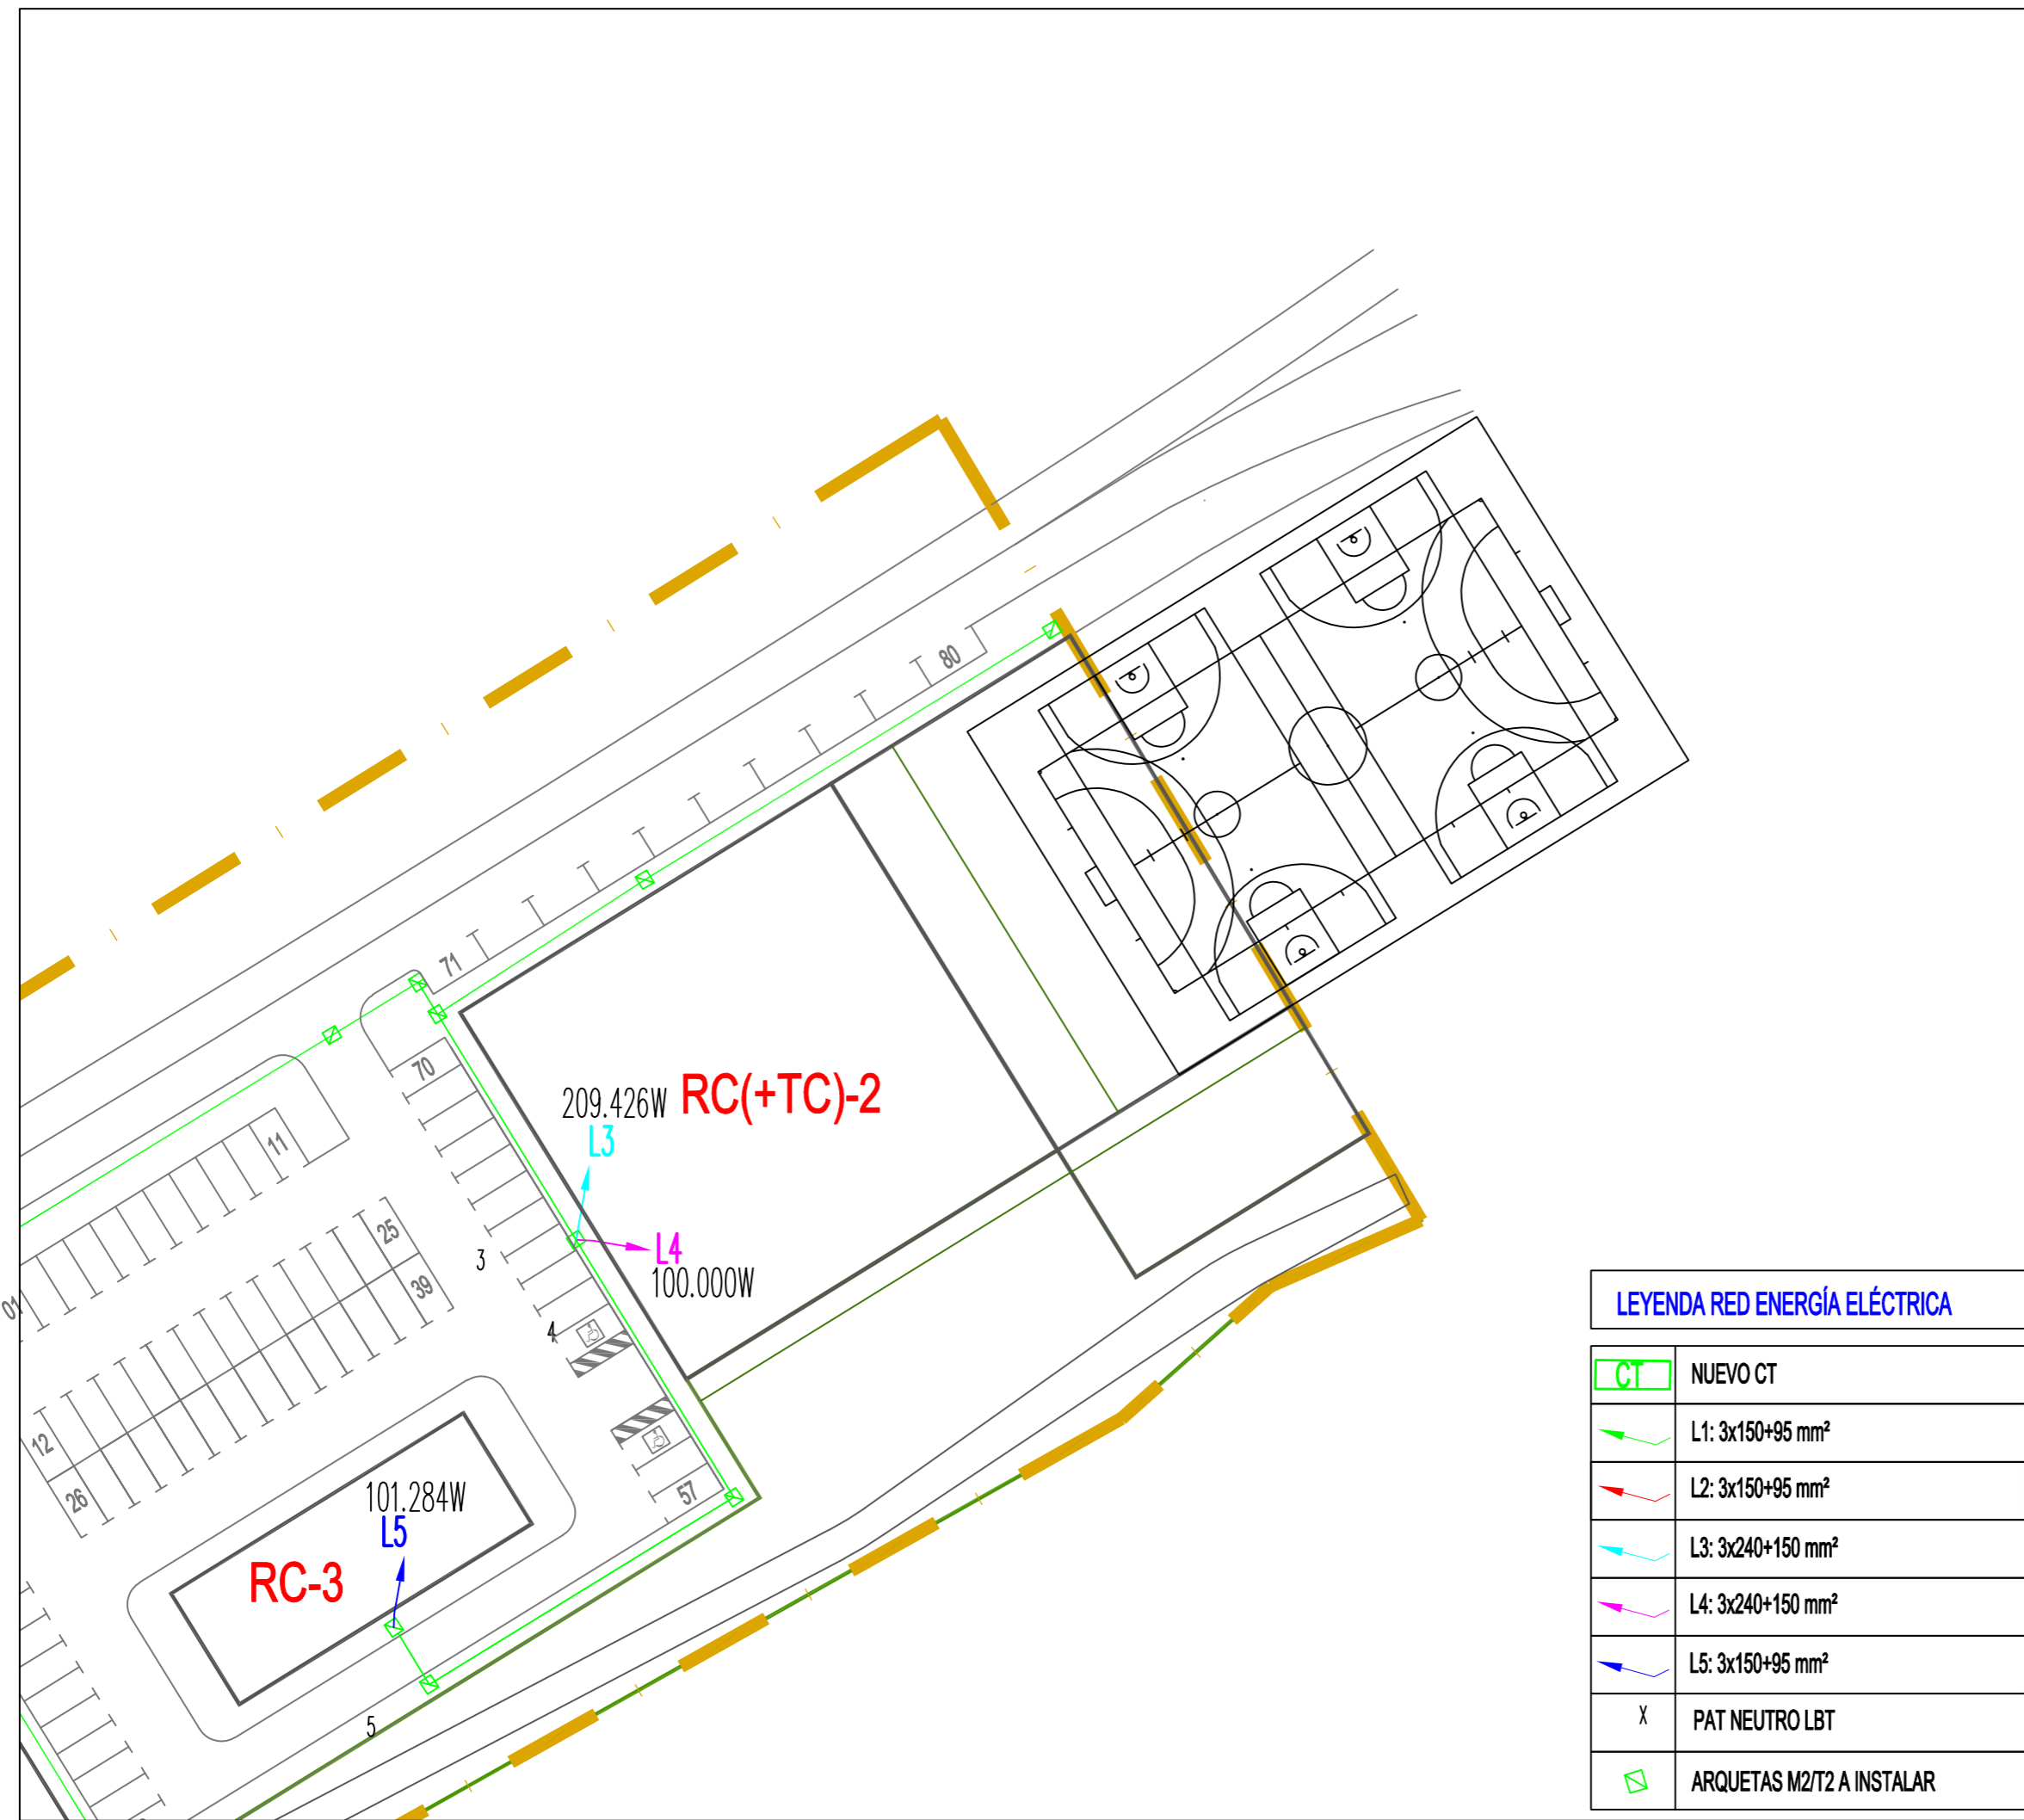 80
71
70
209.426W RC(+TC)-2
L3
11
25
3
L4
39
100.000W
01
4
12
26
57
101.284W
L5
RC-3
5
LEYENDA RED ENERGÍA ELÉCTRICA
CT NUEVO CT
L1: 3x150+95 mm²
L2: 3x150+95 mm²
L3: 3x240+150 mm²
L4: 3x240+150 mm²
L5: 3x150+95 mm²
X PAT NEUTRO LBT
ARQUETAS M2/T2 A INSTALAR